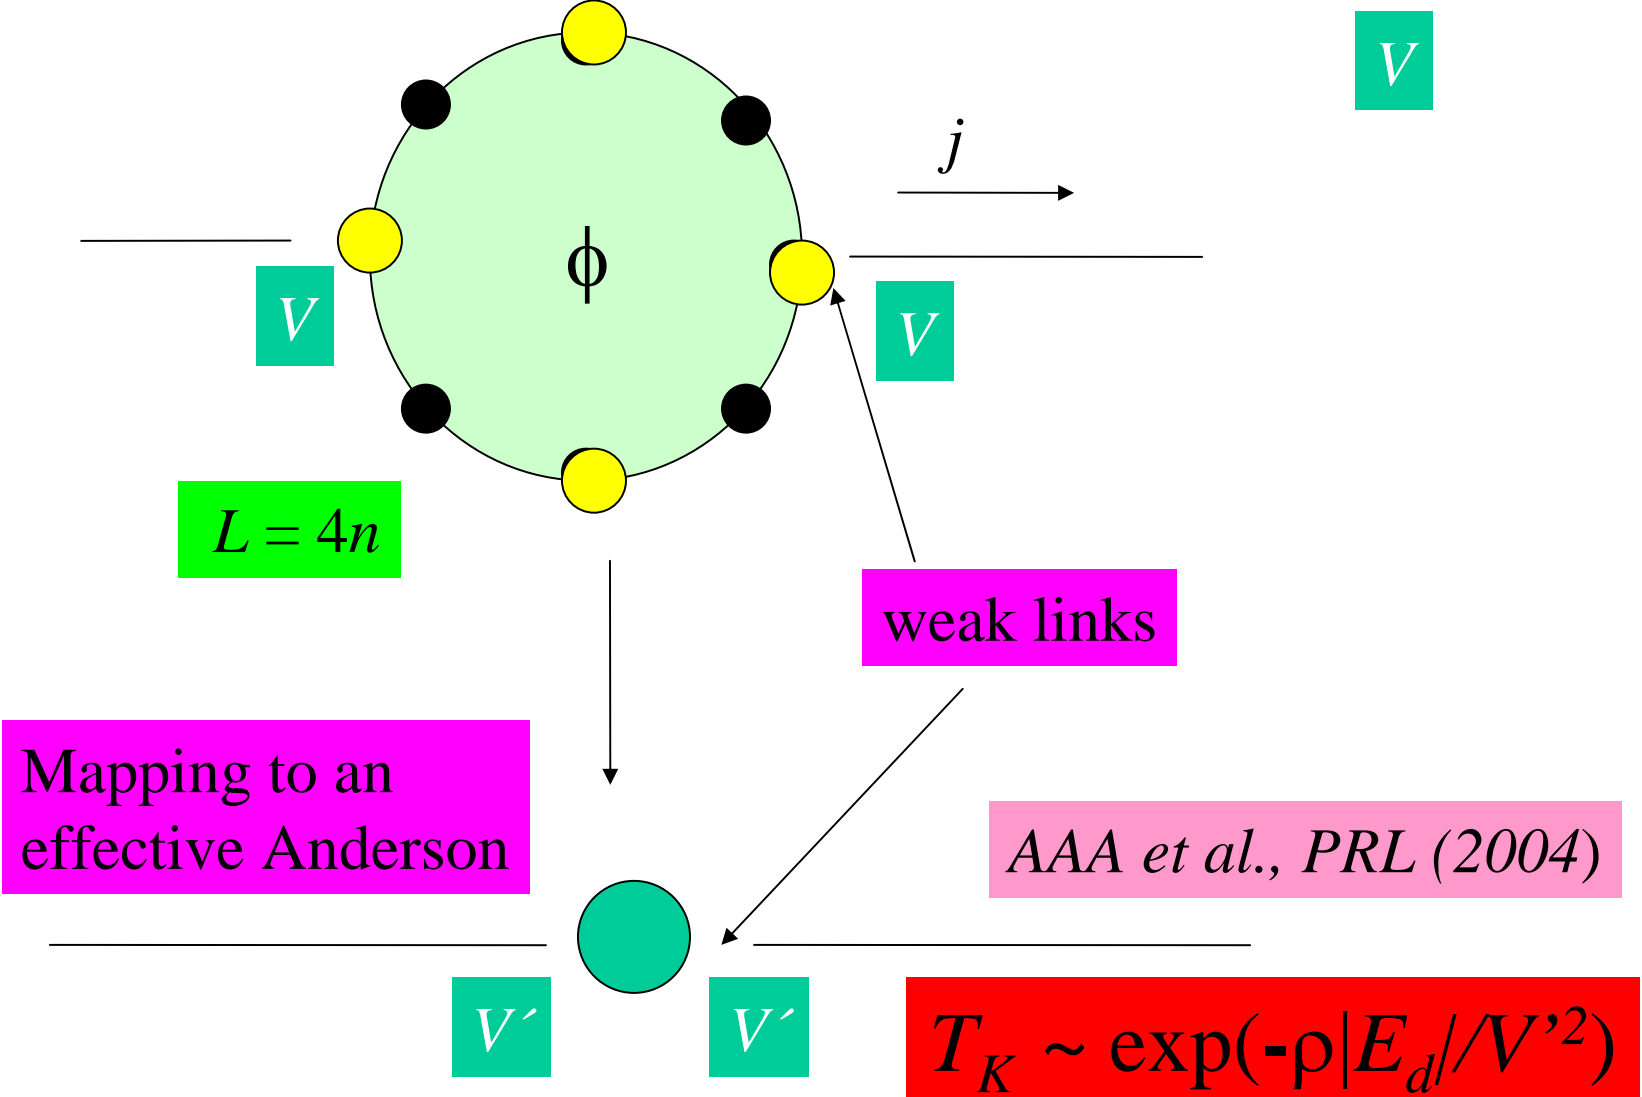 V
j
ϕ
V
V
L = 4n
weak links
Mapping to an
effective Anderson
AAA et al., PRL (2004)
V´
V´
T_K ~ exp(-ρ|E_d|/V’²)